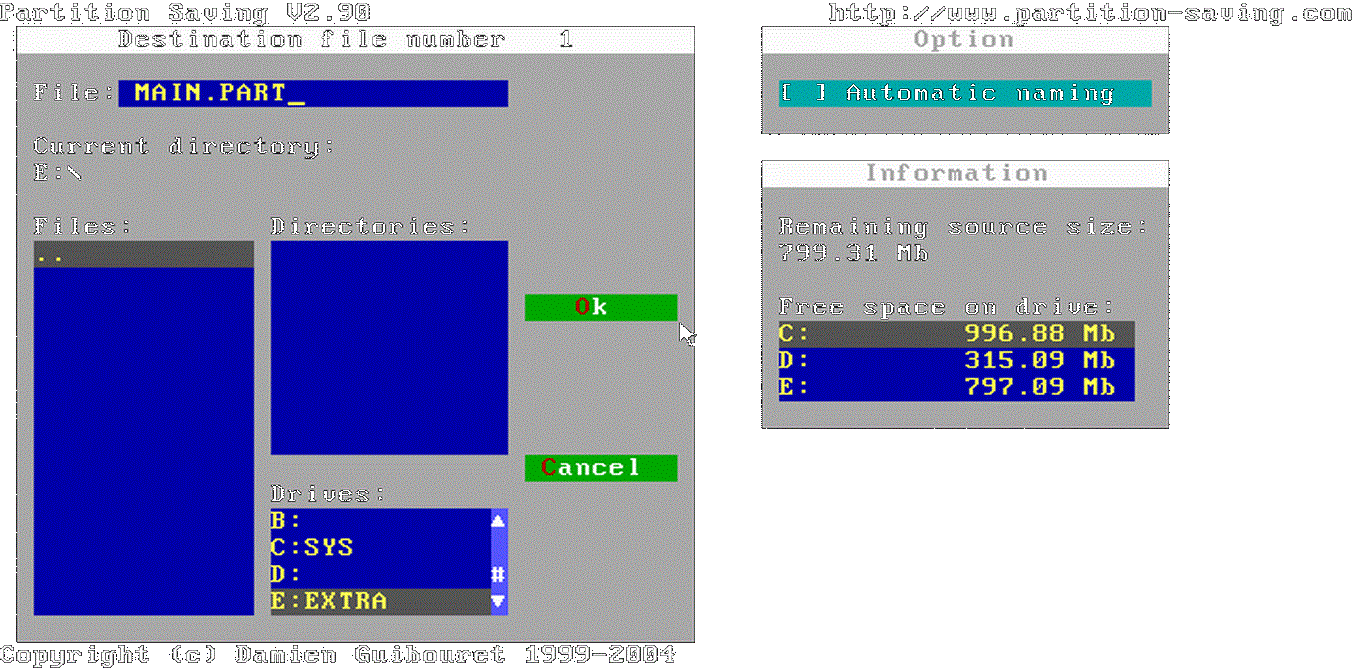 Partition Saving V2.90
http://www.partition-saving.com
Destination file number 1
File: MAIN.PART_
Current directory:
E:\
Files:
..
Directories:
Ok
Cancel
Drives:
B:
C:SYS
D:
E:EXTRA
#
Option
[ ] Automatic naming
Information
Remaining source size:
799.31 Mb
Free space on drive:
C: 996.88 Mb
D: 315.09 Mb
E: 797.09 Mb
Copyright (c) Damien Guibouret 1999-2004